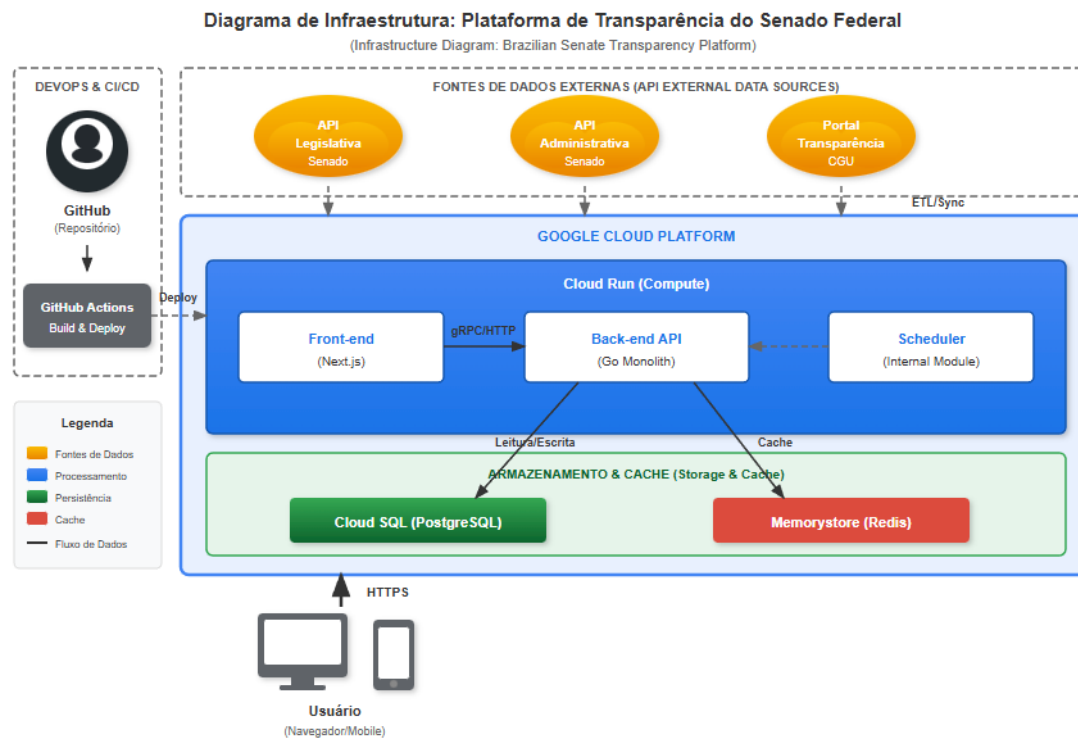 Diagrama de Infraestrutura: Plataforma de Transparência do Senado Federal
(Infrastructure Diagram: Brazilian Senate Transparency Platform)
DEVOPS & CI/CD
GitHub
(Repositório)
GitHub Actions
Build & Deploy
Deploy
FONTES DE DADOS EXTERNAS (API EXTERNAL DATA SOURCES)
API
Legislativa
Senado
API
Administrativa
Senado
Portal
Transparência
CGU
ETL/Sync
GOOGLE CLOUD PLATFORM
Cloud Run (Compute)
Front-end
(Next.js)
gRPC/HTTP
Back-end API
(Go Monolith)
Scheduler
(Internal Module)
Leitura/Escrita
Cache
ARMAZENAMENTO & CACHE (Storage & Cache)
Cloud SQL (PostgreSQL)
Memorystore (Redis)
Legenda
Fontes de Dados
Processamento
Persistência
Cache
Fluxo de Dados
HTTPS
Usuário
(Navegador/Mobile)